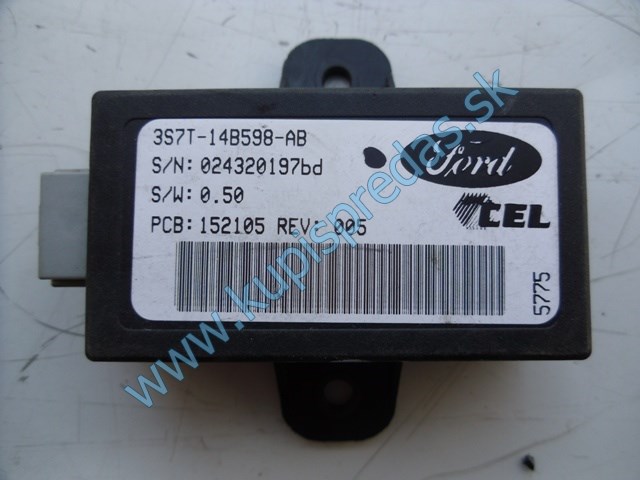 3S7T-14B598-AB
S/N: 024320197bd
S/W: 0.50
PCB: 152105 REV: 005
Ford
CEL
5775
www.kupispredas.sk